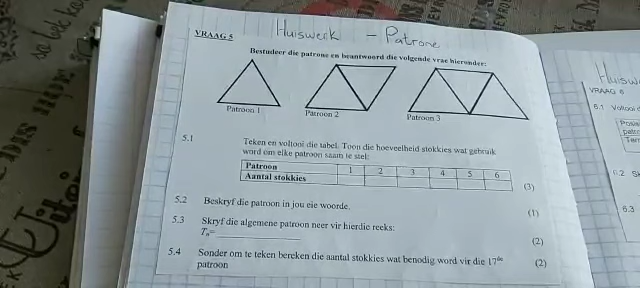 VRAAG 5
Huiswerk - Patrone
Bestudeer die patrone en beantwoord die volgende vrae hieronder:
Patroon 1
Patroon 2
Patroon 3
5.1 Teken en voltooi die tabel. Toon die hoeveelheid stokkies wat gebruik
word om elke patroon saam te stel:
Patroon 1 2 3 4 5 6
Aantal stokkies
(3)
5.2 Beskryf die patroon in jou eie woorde. (1)
5.3 Skryf die algemene patroon neer vir hierdie reeks:
Tn= (2)
5.4 Sonder om te teken bereken die aantal stokkies wat benodig word vir die 17de
patroon (2)
VRAAG 6
6.1 Voltooi
6.3